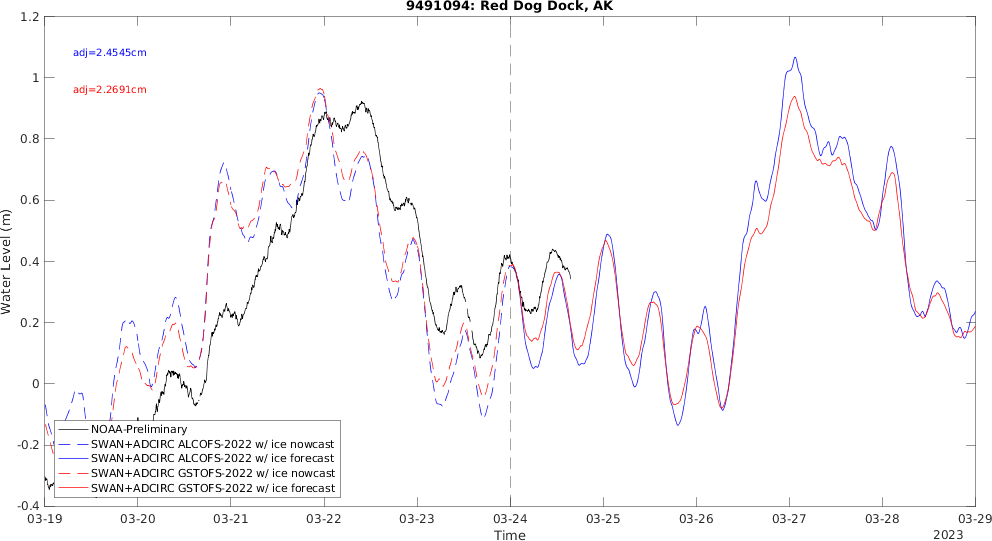 9491094: Red Dog Dock, AK
adj=2.4545cm
adj=2.2691cm
Water Level (m)
1.2
1
0.8
0.6
0.4
0.2
0
-0.2
-0.4
NOAA-Preliminary
SWAN+ADCIRC ALCOFS-2022 w/ ice nowcast
SWAN+ADCIRC ALCOFS-2022 w/ ice forecast
SWAN+ADCIRC GSTOFS-2022 w/ ice nowcast
SWAN+ADCIRC GSTOFS-2022 w/ ice forecast
03-19 03-20 03-21 03-22 03-23 03-24 03-25 03-26 03-27 03-28 03-29
Time
2023